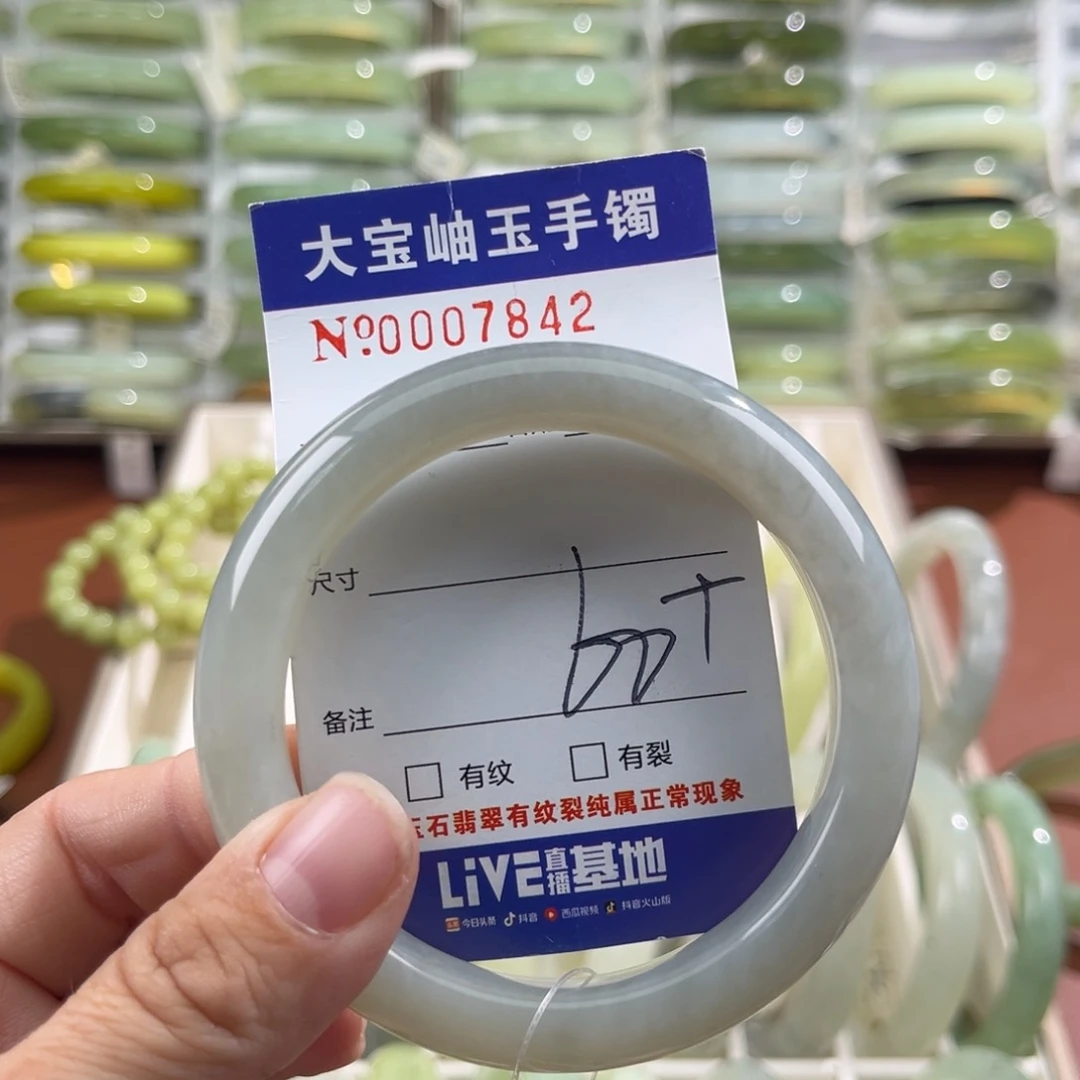 大宝岫玉手镯
Nº0007842
尺寸
备注
□ 有纹 □ 有裂
玉石翡翠有纹裂纯属正常现象
LiVE直播基地
今日头条 抖音 西瓜视频 抖音火山版